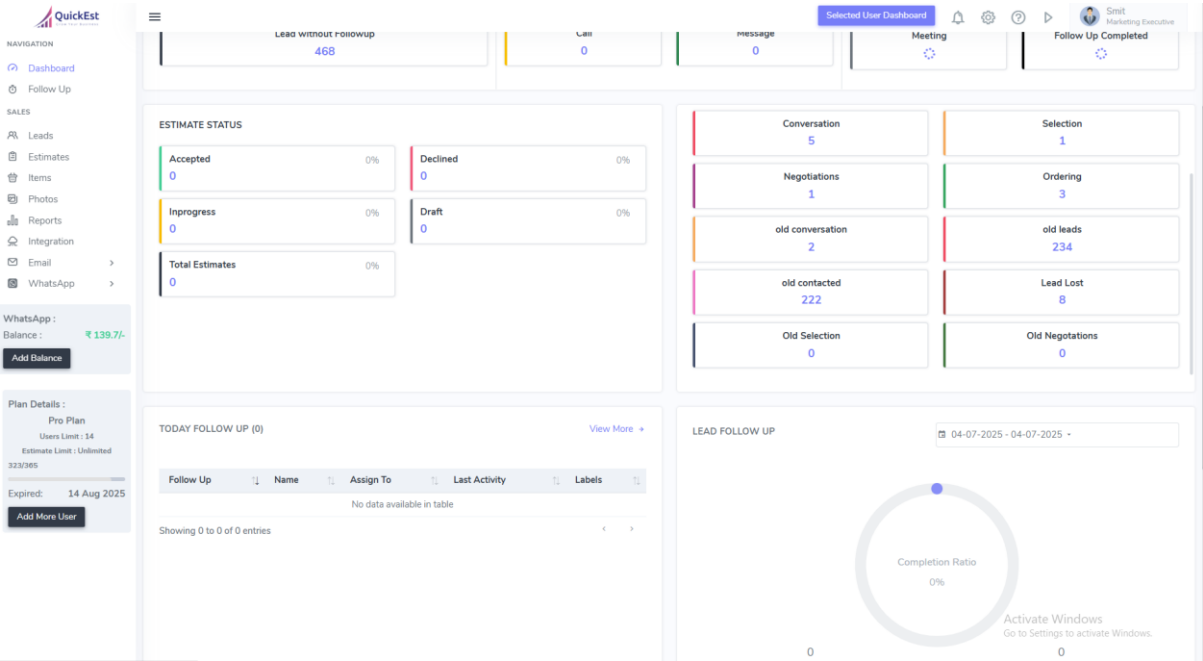 QuickEst
Selected User Dashboard
Smit
Marketing Executive
NAVIGATION
Dashboard
Follow Up
SALES
Leads
Estimates
Items
Photos
Reports
Integration
Email
WhatsApp
WhatsApp :
Balance : ₹ 139.7/-
Add Balance
Plan Details :
Pro Plan
Users Limit : 14
Estimate Limit : Unlimited
323/365
Expired: 14 Aug 2025
Add More User
Lead without Followup
468
Call
0
Message
0
Meeting
Follow Up Completed
ESTIMATE STATUS
Accepted 0%
0
Declined 0%
0
Inprogress 0%
0
Draft 0%
0
Total Estimates 0%
0
Conversation
5
Selection
1
Negotiations
1
Ordering
3
old conversation
2
old leads
234
old contacted
222
Lead Lost
8
Old Selection
0
Old Negotations
0
TODAY FOLLOW UP (0)
View More
Follow Up Name Assign To Last Activity Labels
No data available in table
Showing 0 to 0 of 0 entries
LEAD FOLLOW UP
04-07-2025 - 04-07-2025
Completion Ratio
0%
Activate Windows
Go to Settings to activate Windows.
0 0